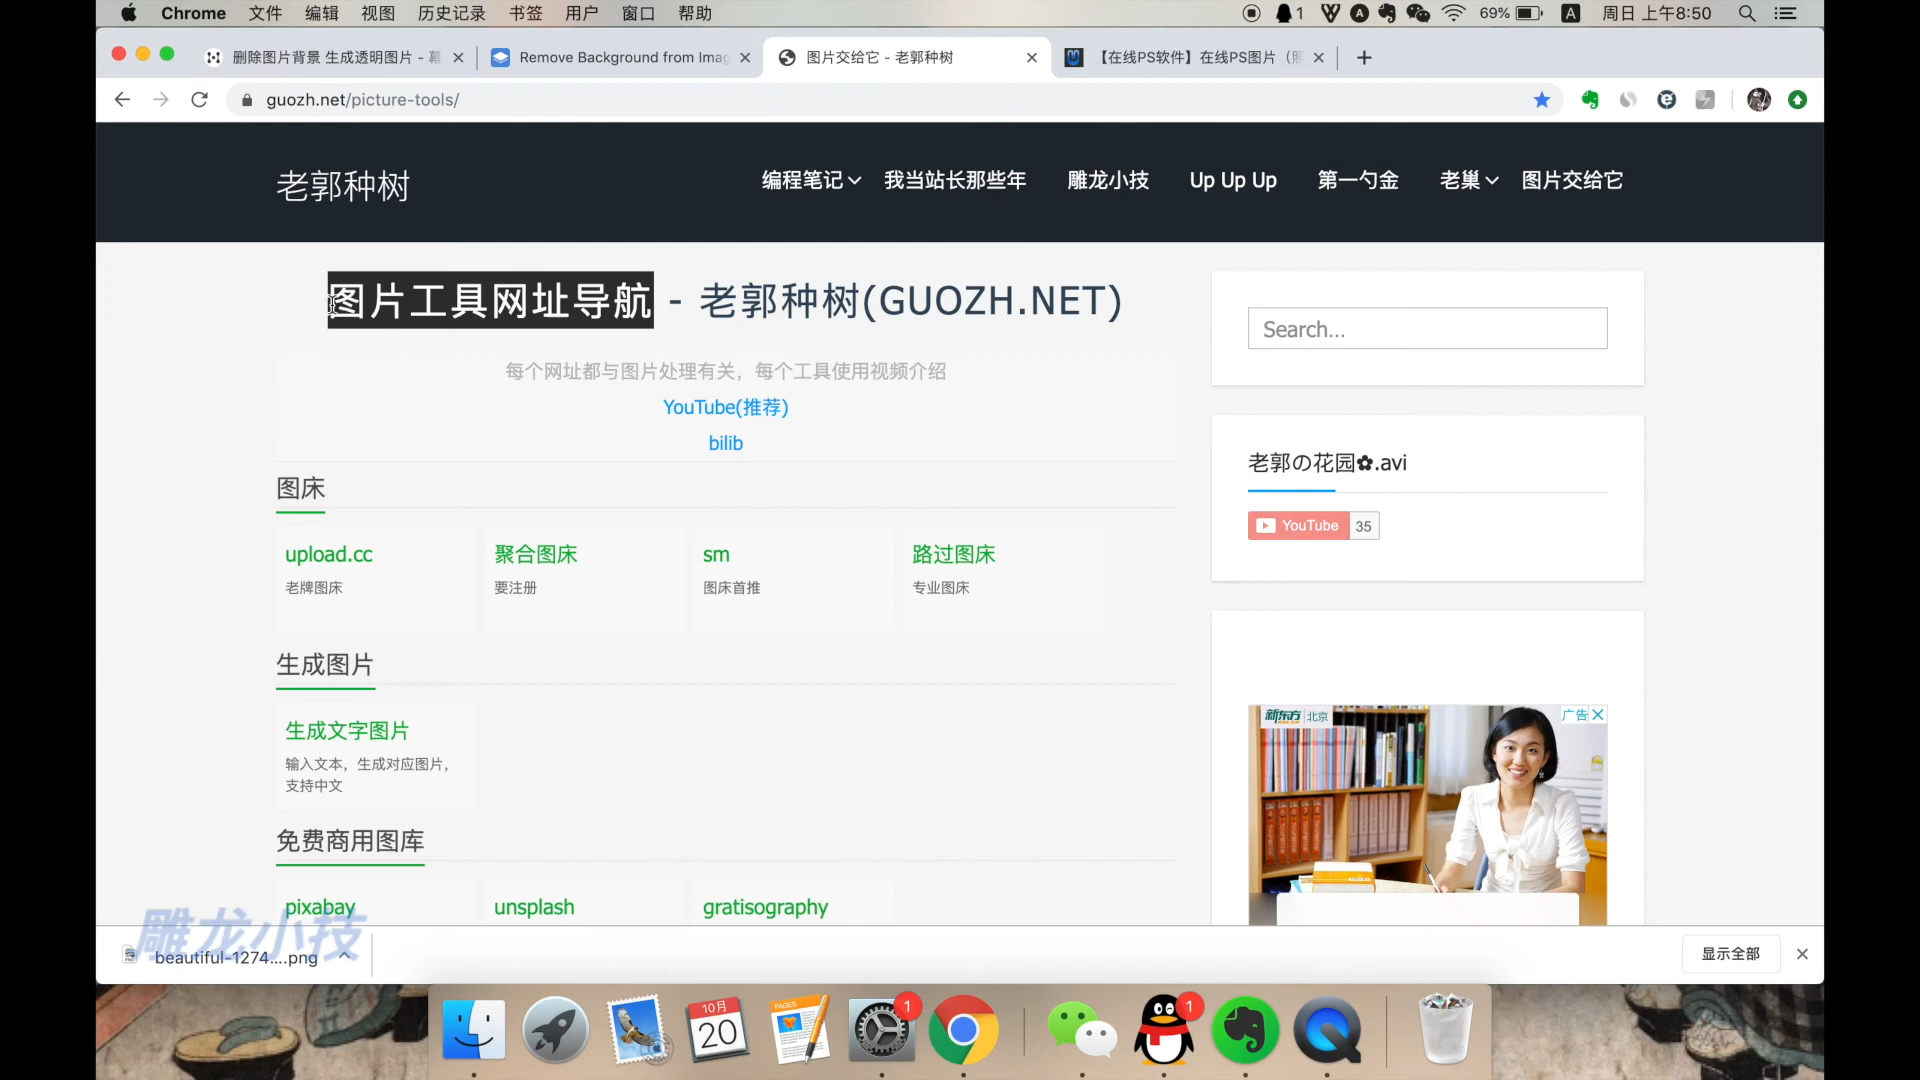 Chrome 文件 编辑 视图 历史记录 书签 用户 窗口 帮助 1 69% A 周日 上午8:50
删除图片背景 生成透明图片 - 幕 Remove Background from Imag 图片交给它 - 老郭种树 【在线PS软件】在线PS图片（照
guozh.net/picture-tools/
老郭种树 编程笔记 我当站长那些年 雕龙小技 Up Up Up 第一勺金 老巢 图片交给它
图片工具网址导航 - 老郭种树(GUOZH.NET)
Search...
每个网址都与图片处理有关，每个工具使用视频介绍
YouTube(推荐)
bilib
老郭の花园✿.avi
YouTube 35
图床
upload.cc 聚合图床 sm 路过图床
老牌图床 要注册 图床首推 专业图床
生成图片
生成文字图片
输入文本，生成对应图片，
支持中文
新东方 北京 广告
免费商用图库
pixabay unsplash gratisography
雕龙小技
beautiful-1274....png 显示全部
10月
20
PAGES
1
1